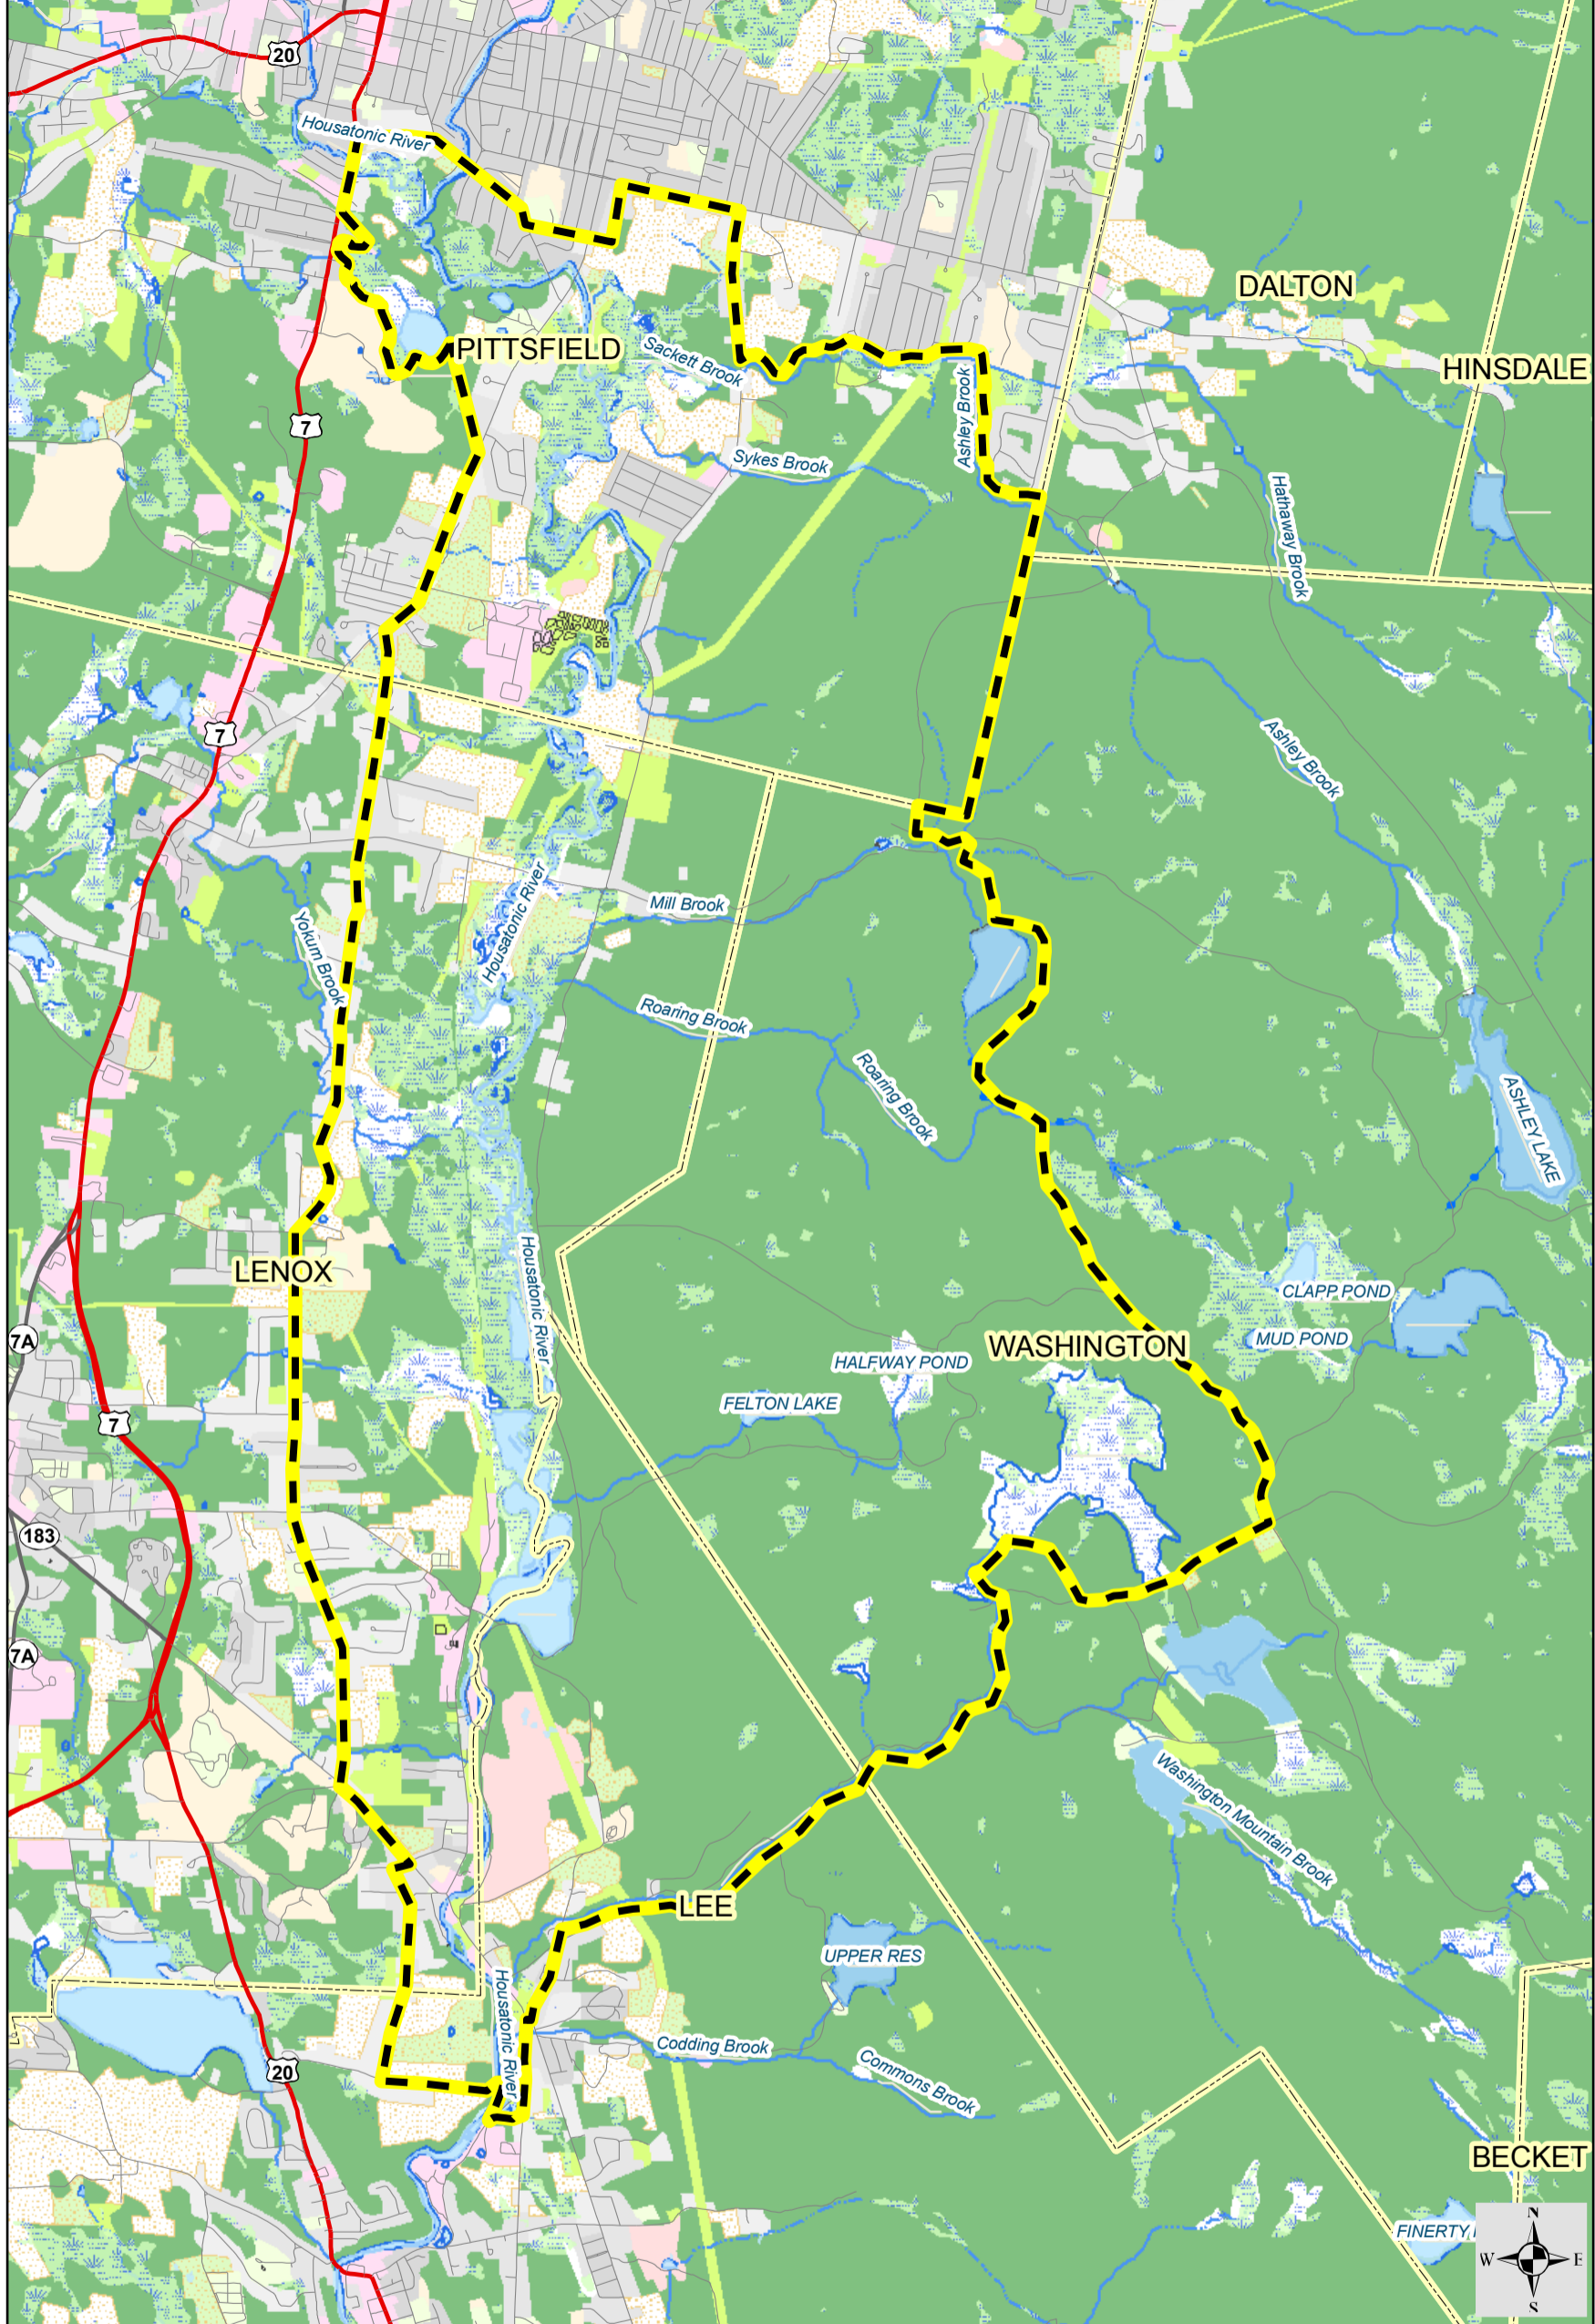 20
Housatonic River
DALTON
PITTSFIELD
Sackett Brook
HINSDALE
Ashley Brook
7
Sykes Brook
Hathaway Brook
7
Ashley Brook
Housatonic River
Mill Brook
Yokum Brook
Roaring Brook
Roaring Brook
ASHLEY LAKE
LENOX
Housatonic River
CLAPP POND
7A
MUD POND
WASHINGTON
HALFWAY POND
FELTON LAKE
7
183
7A
Washington Mountain Brook
LEE
UPPER RES
Housatonic River
Codding Brook
20
Commons Brook
BECKET
N
FINERTY
W
E
S